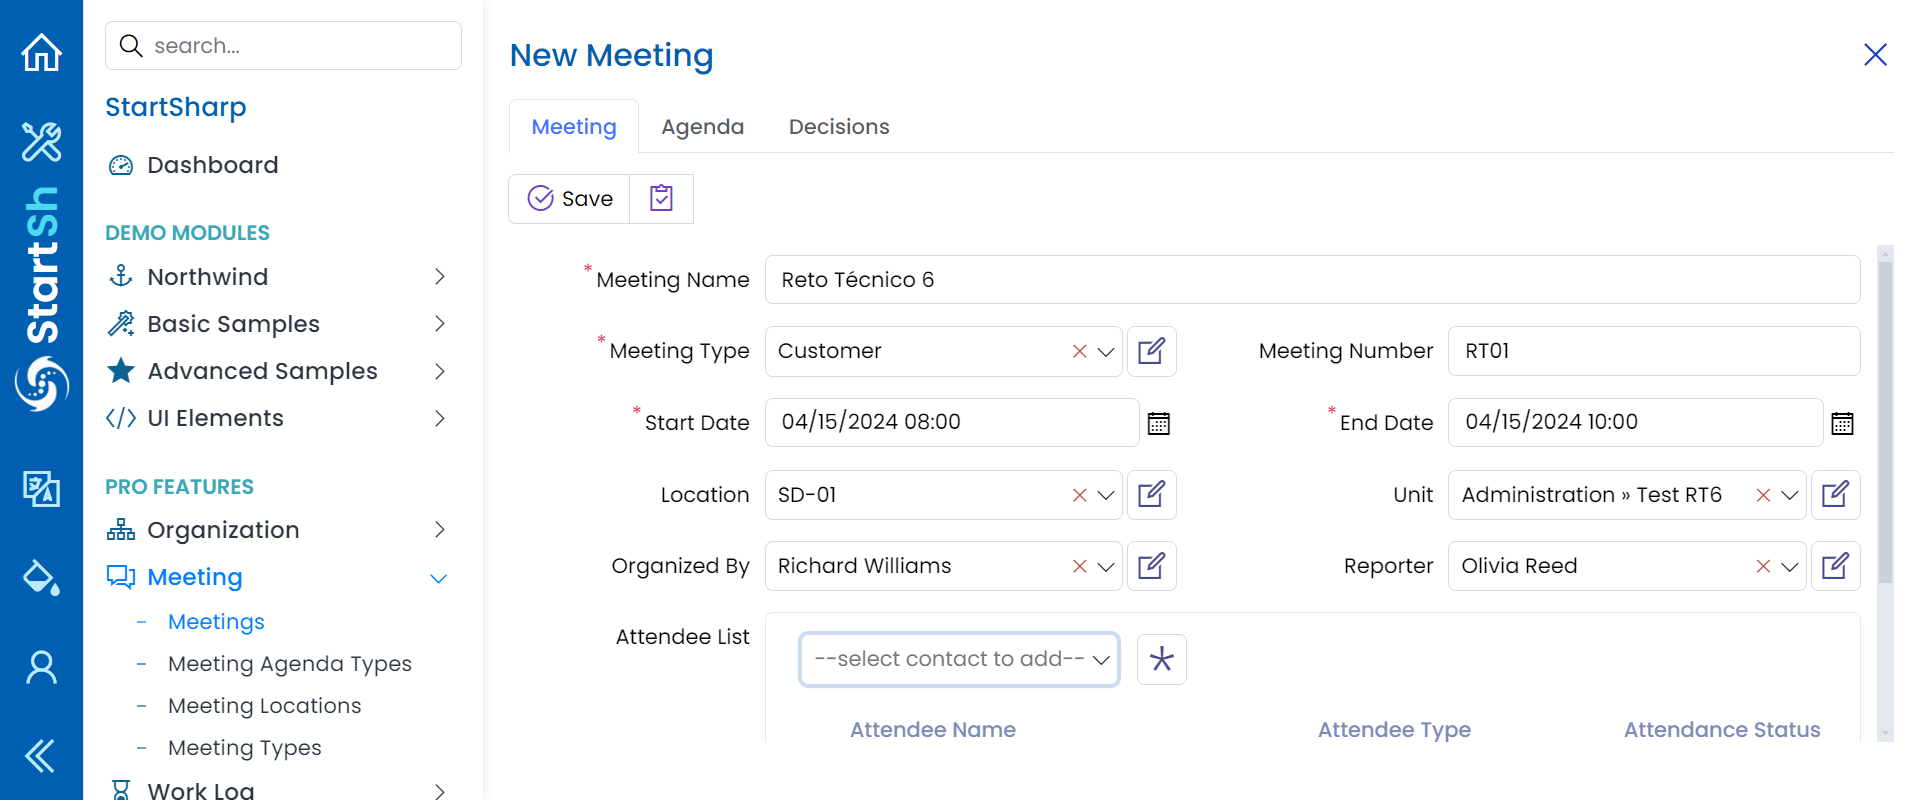 StartSh
search...
StartSharp
Dashboard
DEMO MODULES
Northwind
Basic Samples
Advanced Samples
UI Elements
PRO FEATURES
Organization
Meeting
- Meetings
- Meeting Agenda Types
- Meeting Locations
- Meeting Types
Work Log
New Meeting
Meeting Agenda Decisions
Save
* Meeting Name Reto Técnico 6
* Meeting Type Customer Meeting Number RT01
* Start Date 04/15/2024 08:00 * End Date 04/15/2024 10:00
Location SD-01 Unit Administration » Test RT6
Organized By Richard Williams Reporter Olivia Reed
Attendee List --select contact to add--
Attendee Name Attendee Type Attendance Status